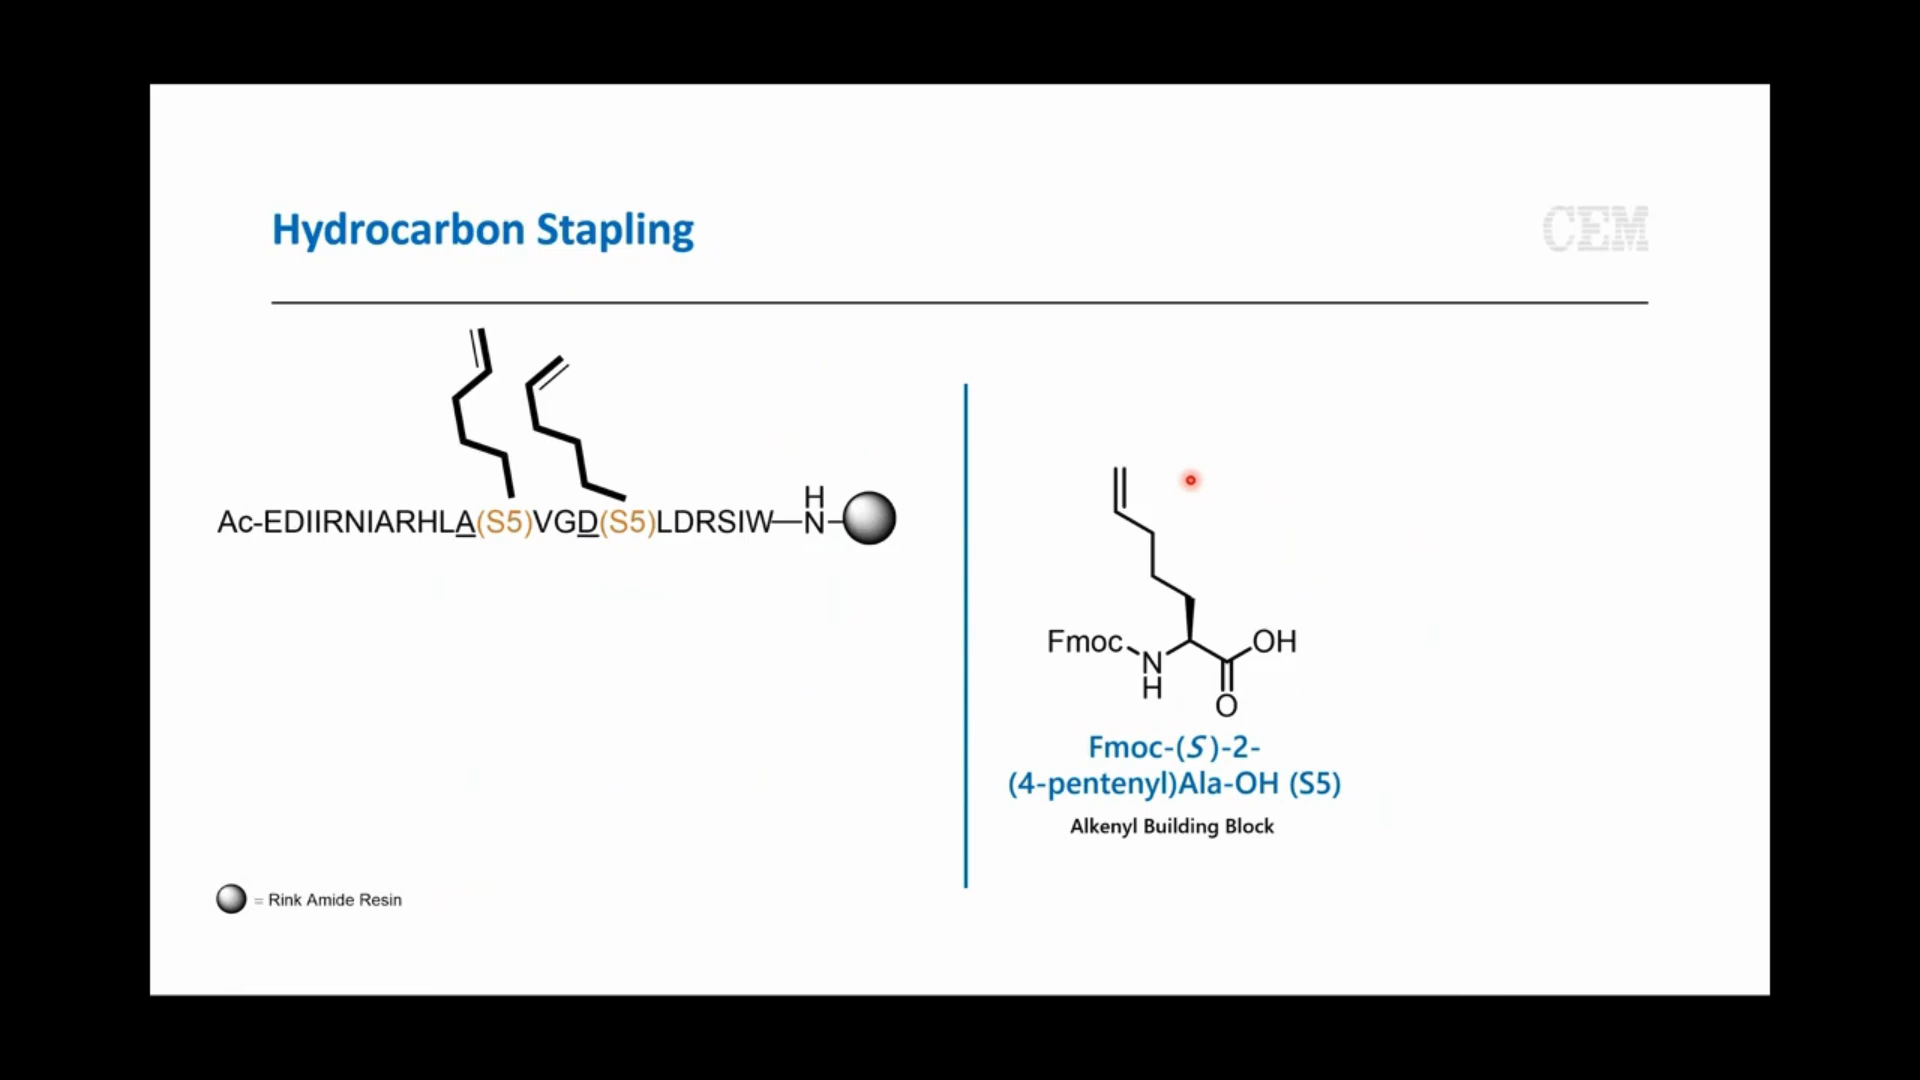 Hydrocarbon Stapling
CEM
Ac-EDIIRNIARHLA(S5)VGD(S5)LDRSIW
H
N
Fmoc
N
H
OH
O
Fmoc-(S)-2-
(4-pentenyl)Ala-OH (S5)
Alkenyl Building Block
= Rink Amide Resin